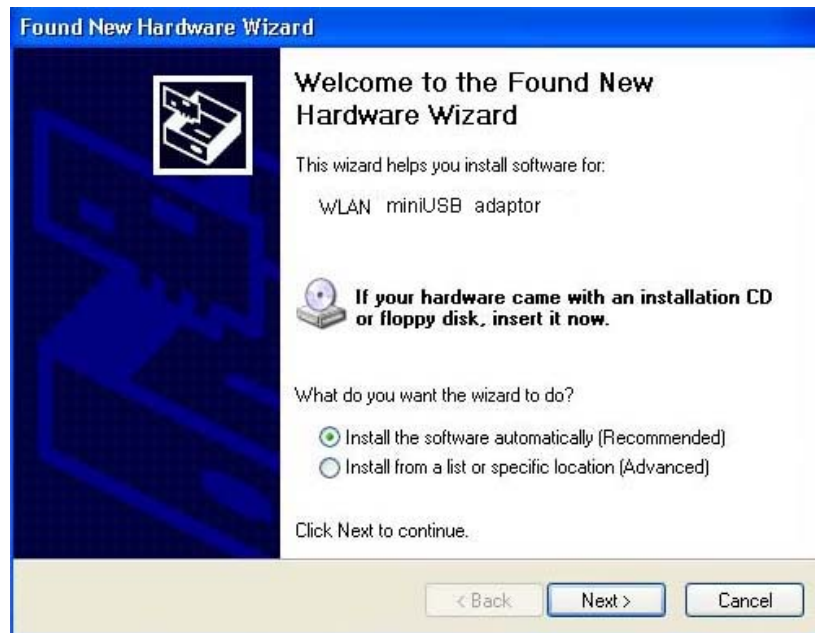 Found New Hardware Wizard
Welcome to the Found New
Hardware Wizard
This wizard helps you install software for:
WLAN miniUSB adaptor
If your hardware came with an installation CD
or floppy disk, insert it now.
What do you want the wizard to do?
Install the software automatically (Recommended)
Install from a list or specific location (Advanced)
Click Next to continue.
< Back Next > Cancel